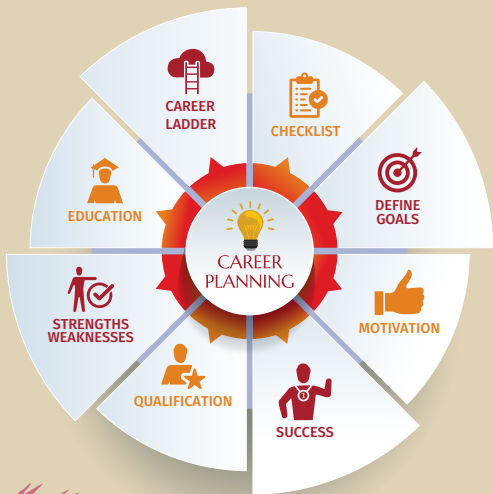 CAREER
LADDER
CHECKLIST
DEFINE
GOALS
MOTIVATION
SUCCESS
QUALIFICATION
STRENGTHS
WEAKNESSES
EDUCATION
CAREER
PLANNING